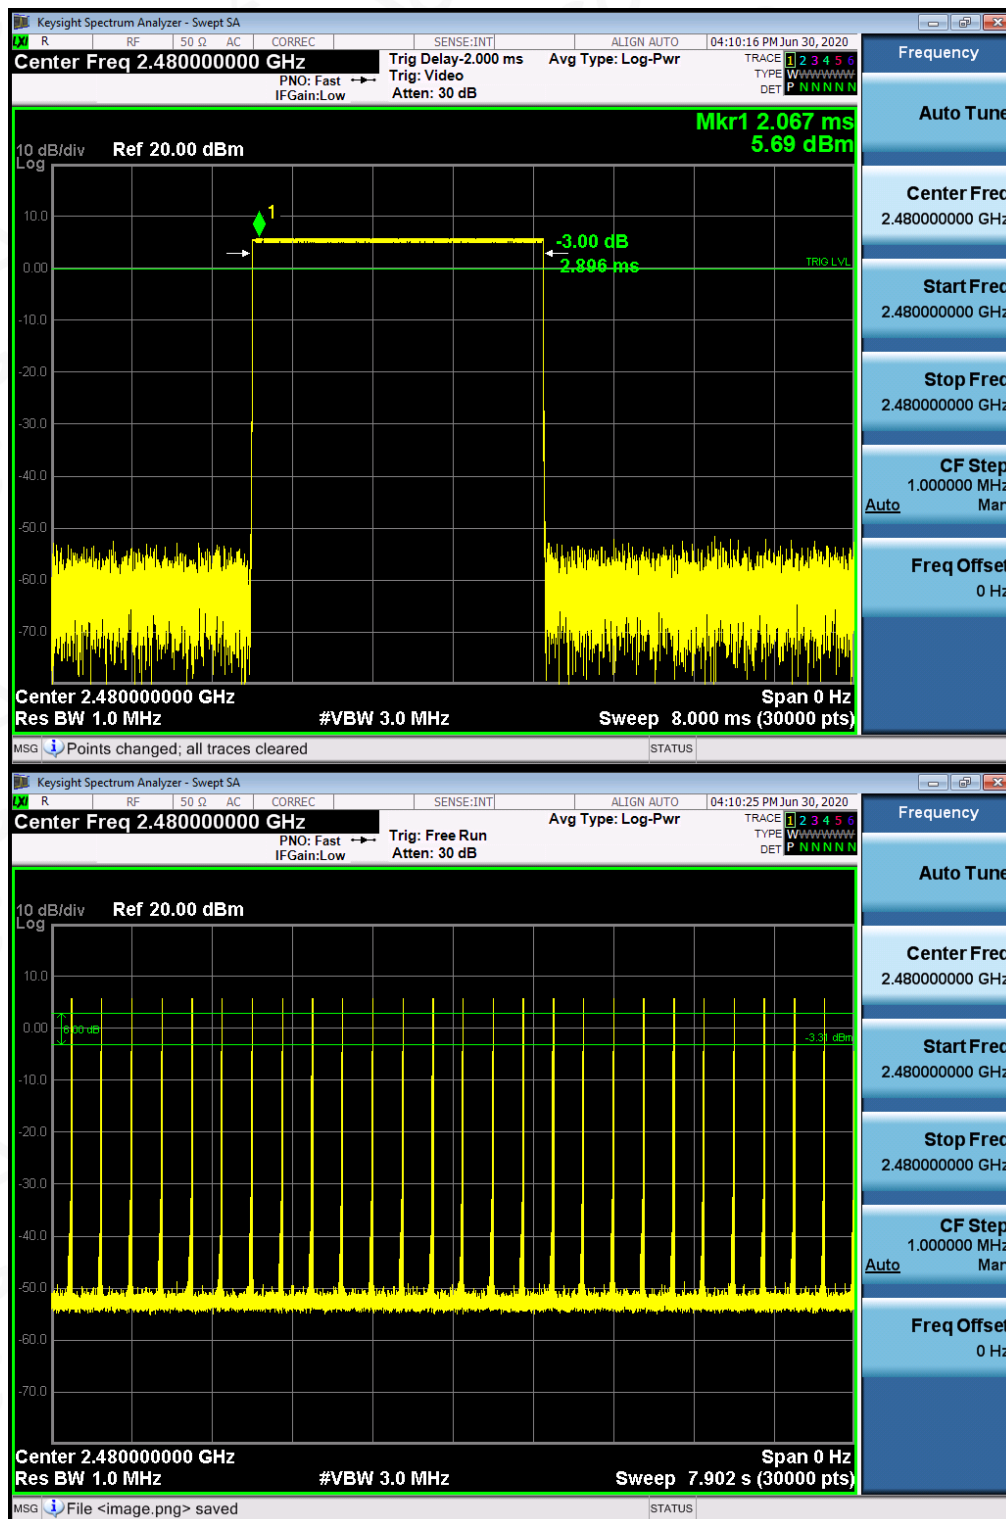 Keysight Spectrum Analyzer - Swept SA
LXI R RF 50 Ω AC CORREC SENSE:INT ALIGN AUTO 04:10:16 PM Jun 30, 2020
Center Freq 2.480000000 GHz
PNO: Fast
IFGain:Low
Trig Delay-2.000 ms
Trig: Video
Atten: 30 dB
Avg Type: Log-Pwr
TRACE 1 2 3 4 5 6
TYPE WWWWWW
DET P N N N N N
Mkr1 2.067 ms
5.69 dBm
10 dB/div Ref 20.00 dBm
Log
10.0
0.00
-10.0
-20.0
-30.0
-40.0
-50.0
-60.0
-70.0
1
-3.00 dB
2.896 ms
TRIG LVL
Center 2.480000000 GHz Span 0 Hz
Res BW 1.0 MHz #VBW 3.0 MHz Sweep 8.000 ms (30000 pts)
MSG Points changed; all traces cleared STATUS
Frequency
Auto Tune
Center Freq
2.480000000 GHz
Start Freq
2.480000000 GHz
Stop Freq
2.480000000 GHz
CF Step
1.000000 MHz
Auto Man
Freq Offset
0 Hz
Keysight Spectrum Analyzer - Swept SA
LXI R RF 50 Ω AC CORREC SENSE:INT ALIGN AUTO 04:10:25 PM Jun 30, 2020
Center Freq 2.480000000 GHz
PNO: Fast
IFGain:Low
Trig: Free Run
Atten: 30 dB
Avg Type: Log-Pwr
TRACE 1 2 3 4 5 6
TYPE WWWWWW
DET P N N N N N
10 dB/div Ref 20.00 dBm
Log
10.0
0.00
-10.0
-20.0
-30.0
-40.0
-50.0
-60.0
-70.0
6.00 dB
-3.31 dBm
Center 2.480000000 GHz Span 0 Hz
Res BW 1.0 MHz #VBW 3.0 MHz Sweep 7.902 s (30000 pts)
MSG File <image.png> saved STATUS
Frequency
Auto Tune
Center Freq
2.480000000 GHz
Start Freq
2.480000000 GHz
Stop Freq
2.480000000 GHz
CF Step
1.000000 MHz
Auto Man
Freq Offset
0 Hz